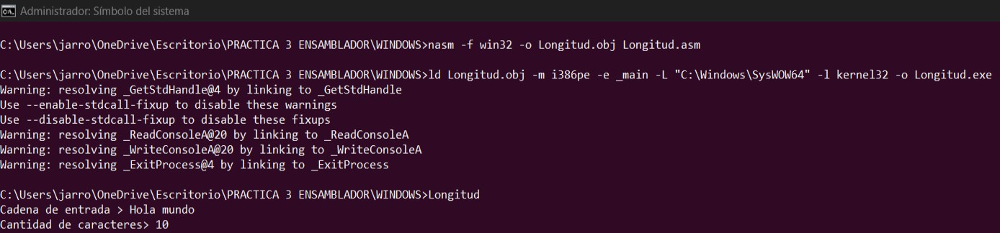 Administrador: Símbolo del sistema
C:\Users\jarro\OneDrive\Escritorio\PRACTICA 3 ENSAMBLADOR\WINDOWS>nasm -f win32 -o Longitud.obj Longitud.asm
C:\Users\jarro\OneDrive\Escritorio\PRACTICA 3 ENSAMBLADOR\WINDOWS>ld Longitud.obj -m i386pe -e _main -L "C:\Windows\SysWOW64" -l kernel32 -o Longitud.exe
Warning: resolving _GetStdHandle@4 by linking to _GetStdHandle
Use --enable-stdcall-fixup to disable these warnings
Use --disable-stdcall-fixup to disable these fixups
Warning: resolving _ReadConsoleA@20 by linking to _ReadConsoleA
Warning: resolving _WriteConsoleA@20 by linking to _WriteConsoleA
Warning: resolving _ExitProcess@4 by linking to _ExitProcess
C:\Users\jarro\OneDrive\Escritorio\PRACTICA 3 ENSAMBLADOR\WINDOWS>Longitud
Cadena de entrada > Hola mundo
Cantidad de caracteres> 10